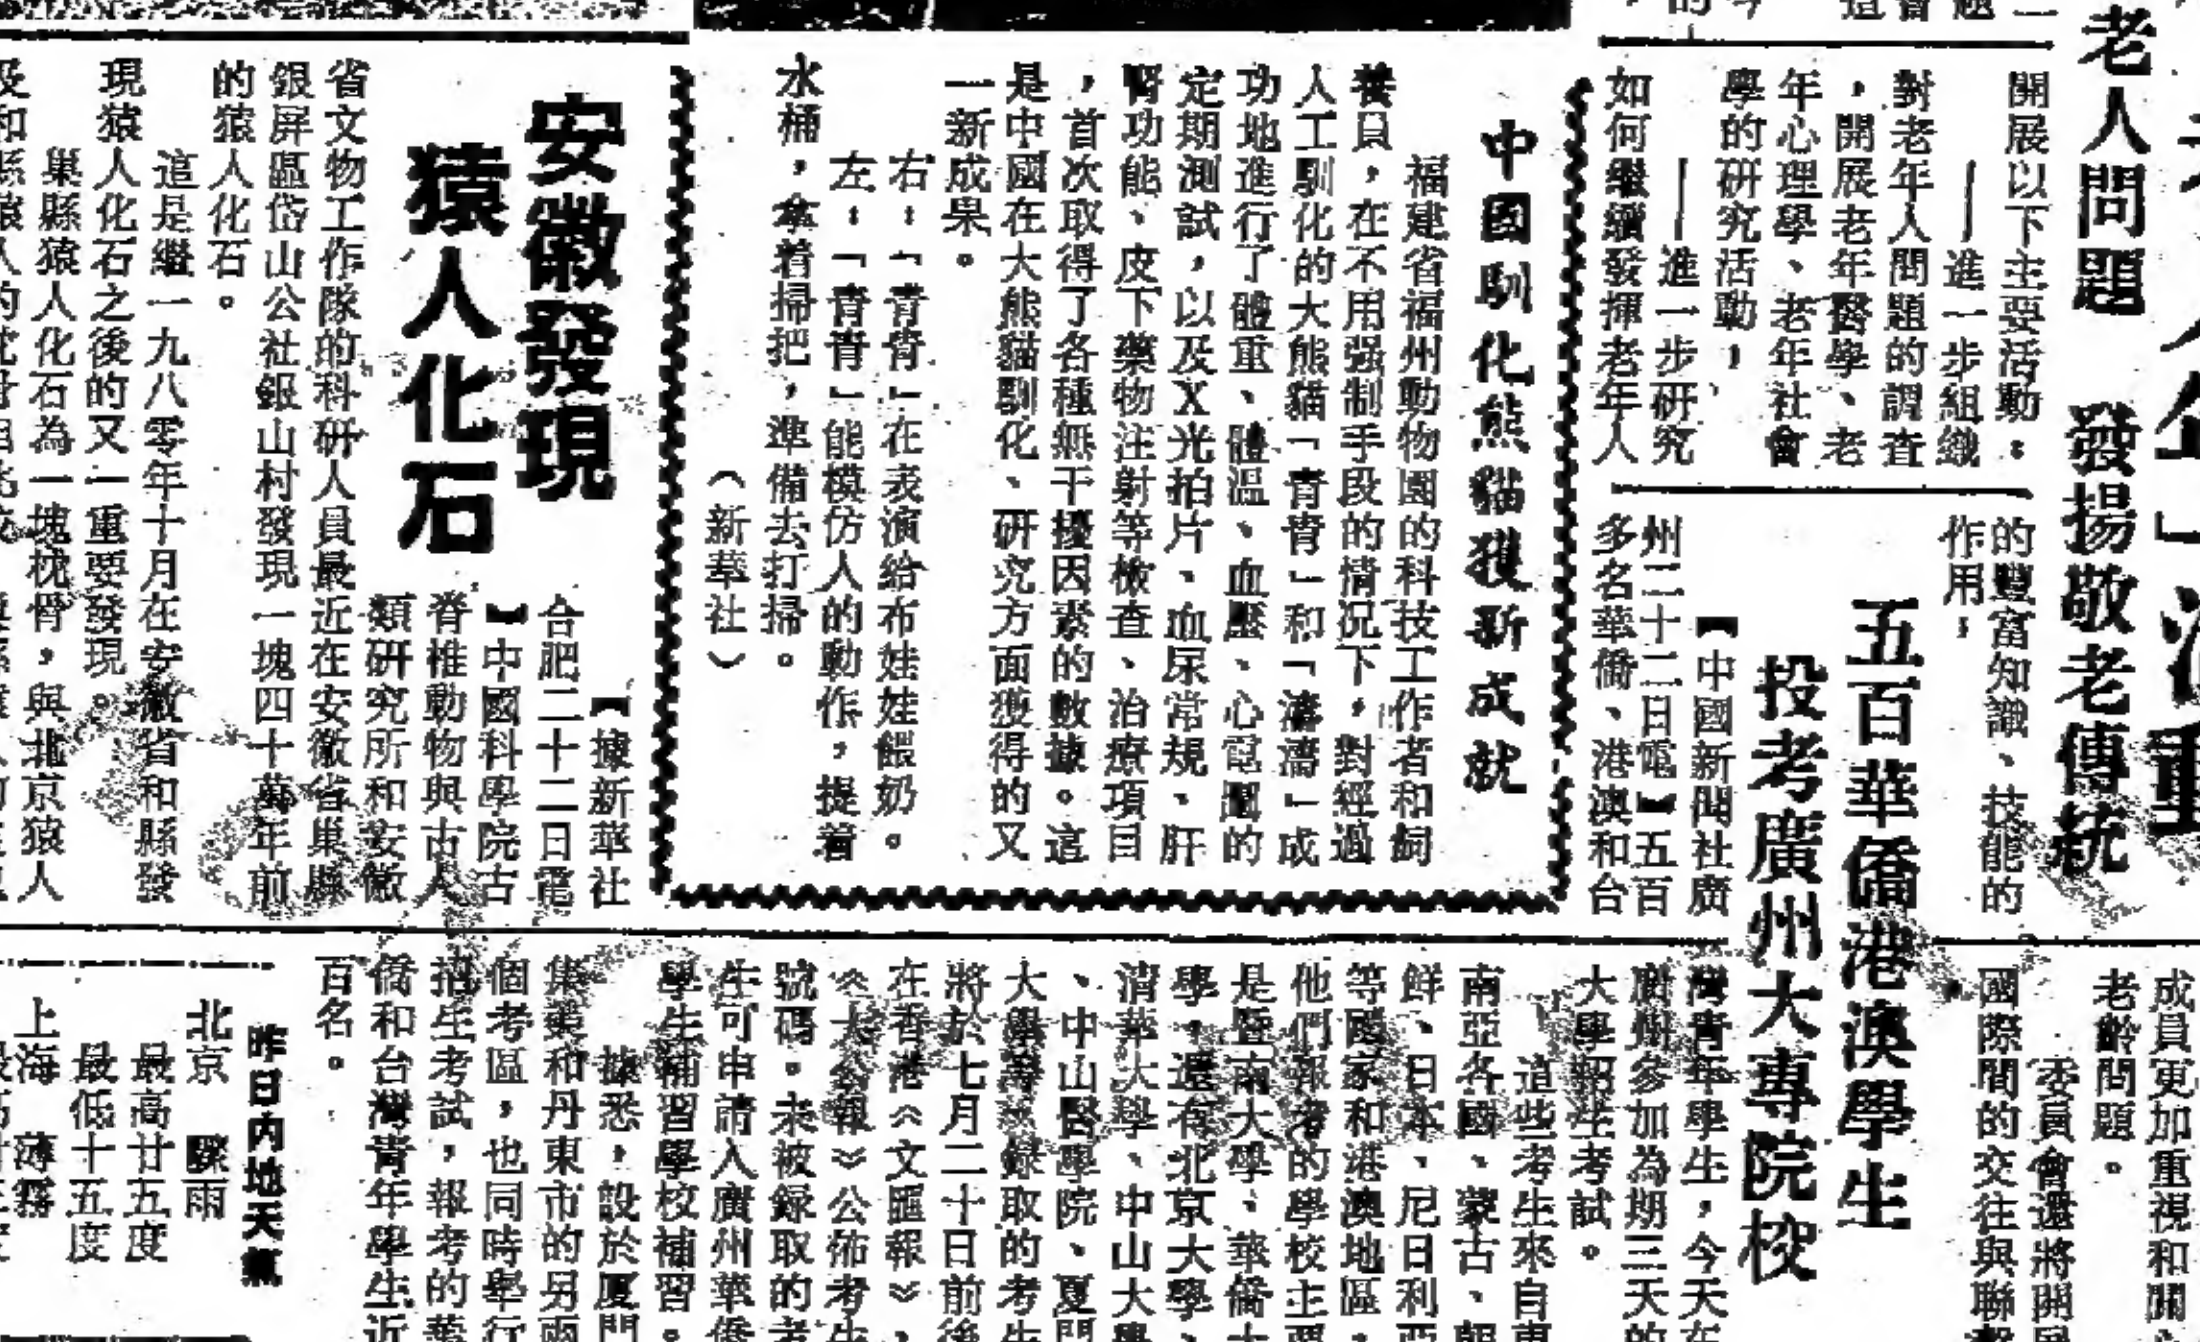 老人問題 發揚敬老傳統
開展以下主要活動：
——進一步組織
對老年人問題的調查
，開展老年醫學、老
年心理學、老年社會
學的研究活動，
——進一步研究
如何繼續發揮老年人
的豐富知識、技能的
作用，
成員更加重視和關
老齡問題。
委員會還將開展
國際間的交往與聯
五百華僑港澳學生
投考廣州大專院校
【中國新聞社廣
州二十二日電】五百
多名華僑、港澳和台
灣青年學生，今天在
廣州參加為期三天的
大學招生考試。
這些考生來自東
南亞各國、蒙古、朝
鮮、日本、尼日利亞
等國家和港澳地區，
他們報考的學校主要
是暨南大學、華僑大
學，還有北京大學、
清華大學、中山大學
、中山醫學院、夏門
大學等。錄取的考生
將於七月二十日前後
在香港《文匯報》、
《大公報》公佈考生
號碼。未被録取的考
生可申請入廣州華僑
學生補習學校補習。
據悉，設於厦門
集美和丹東市的另兩
個考區，也同時舉行
招生考試，報考的華
僑和台灣青年學生近
百名。
中國馴化熊貓獲新成就
福建省福州動物園的科技工作者和飼
養員，在不用强制手段的情况下，對經過
人工馴化的大熊貓「青青」和「濤濤」成
功地進行了體重、體溫、血壓、心電圖的
定期測試，以及X光拍片、血尿常規、肝
腎功能、皮下藥物注射等檢查、治療項目
，首次取得了各種無干擾因素的數據。這
是中國在大熊貓馴化、研究方面獲得的又
一新成果。
右：「青青」在表演給布娃娃餵奶。
左：「青青」能模仿人的動作，提着
水桶，拿着掃把，準備去打掃。
（新華社）
安徽發現
猿人化石
【據新華社
合肥二十二日電
】中國科學院古
脊椎動物與古人
類研究所和安徽
省文物工作隊的科研人員最近在安徽省巢縣
銀屏區岱山公社銀山村發現一塊四十萬年前
的猿人化石。
這是繼一九八零年十月在安徽省和縣發
現猿人化石之後的又一重要發現。
巢縣猿人化石為一塊枕骨，與北京猿人
昨日內地天氣
北京 驟雨
最高廿五度
最低十五度
上海 薄霧